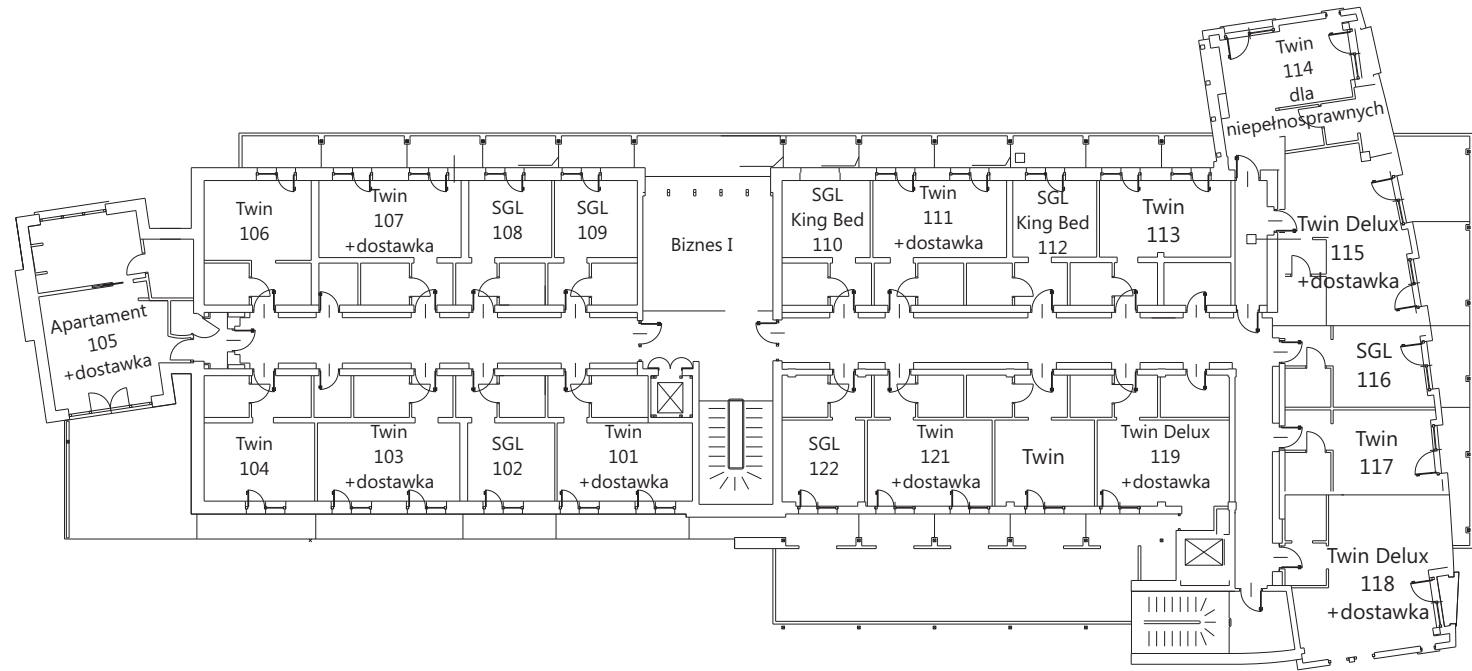 Twin
114
dla
niepełnosprawnych
Twin
106
Twin
107
+dostawka
SGL
108
SGL
109
Biznes I
SGL
King Bed
110
Twin
111
+dostawka
SGL
King Bed
112
Twin
113
Twin Delux
115
+dostawka
Apartament
105
+dostawka
SGL
116
Twin
104
Twin
103
+dostawka
SGL
102
Twin
101
+dostawka
SGL
122
Twin
121
+dostawka
Twin
Twin Delux
119
+dostawka
Twin
117
Twin Delux
118
+dostawka